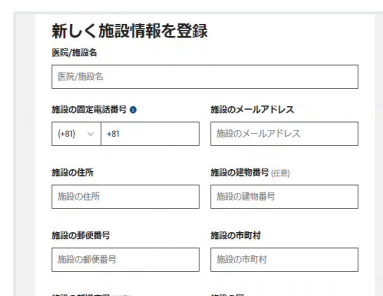 新しく施設情報を登録
医院/施設名
医院/施設名
施設の固定電話番号 施設のメールアドレス
(+81) +81 施設のメールアドレス
施設の住所 施設の建物番号 (任意)
施設の住所 施設の建物番号
施設の郵便番号 施設の市町村
施設の郵便番号 施設の市町村